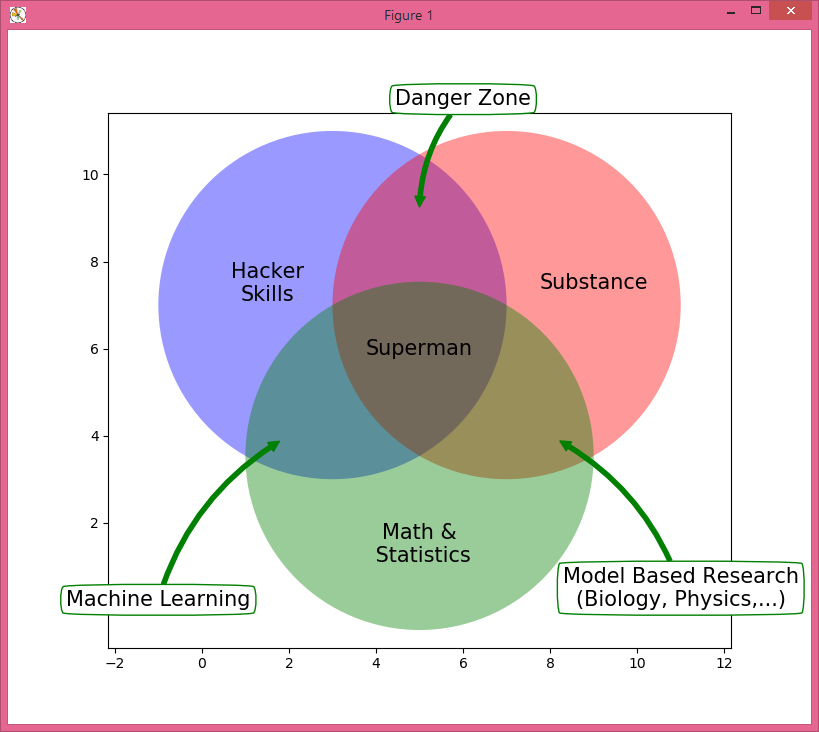 Figure 1
Danger Zone
10
8
6
4
2
Hacker
Skills
Substance
Superman
Math &
Statistics
Machine Learning
Model Based Research
(Biology, Physics,...)
−2
0
2
4
6
8
10
12